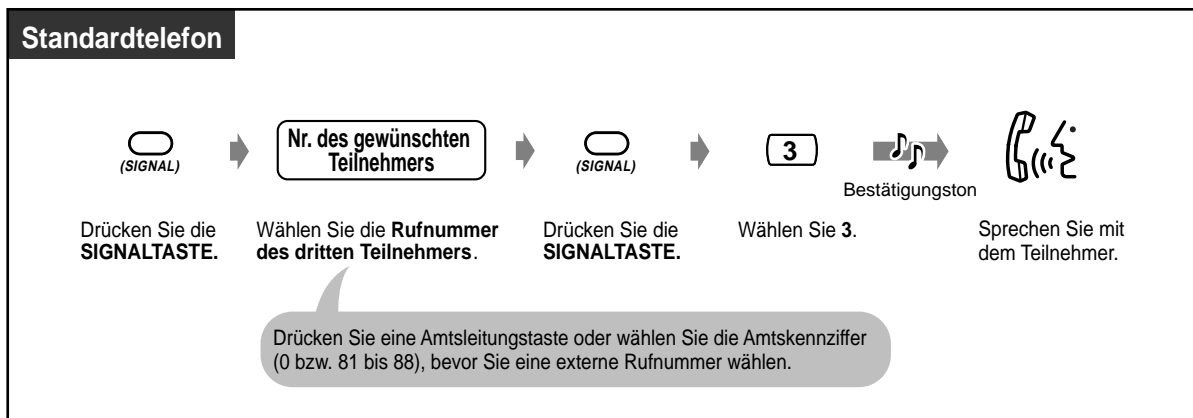 Standardtelefon
(SIGNAL)
Nr. des gewünschten
Teilnehmers
(SIGNAL)
3
Bestätigungston
Drücken Sie die
SIGNALTASTE.
Wählen Sie die Rufnummer
des dritten Teilnehmers.
Drücken Sie die
SIGNALTASTE.
Wählen Sie 3.
Sprechen Sie mit
dem Teilnehmer.
Drücken Sie eine Amtsleitungstaste oder wählen Sie die Amtskennziffer
(0 bzw. 81 bis 88), bevor Sie eine externe Rufnummer wählen.